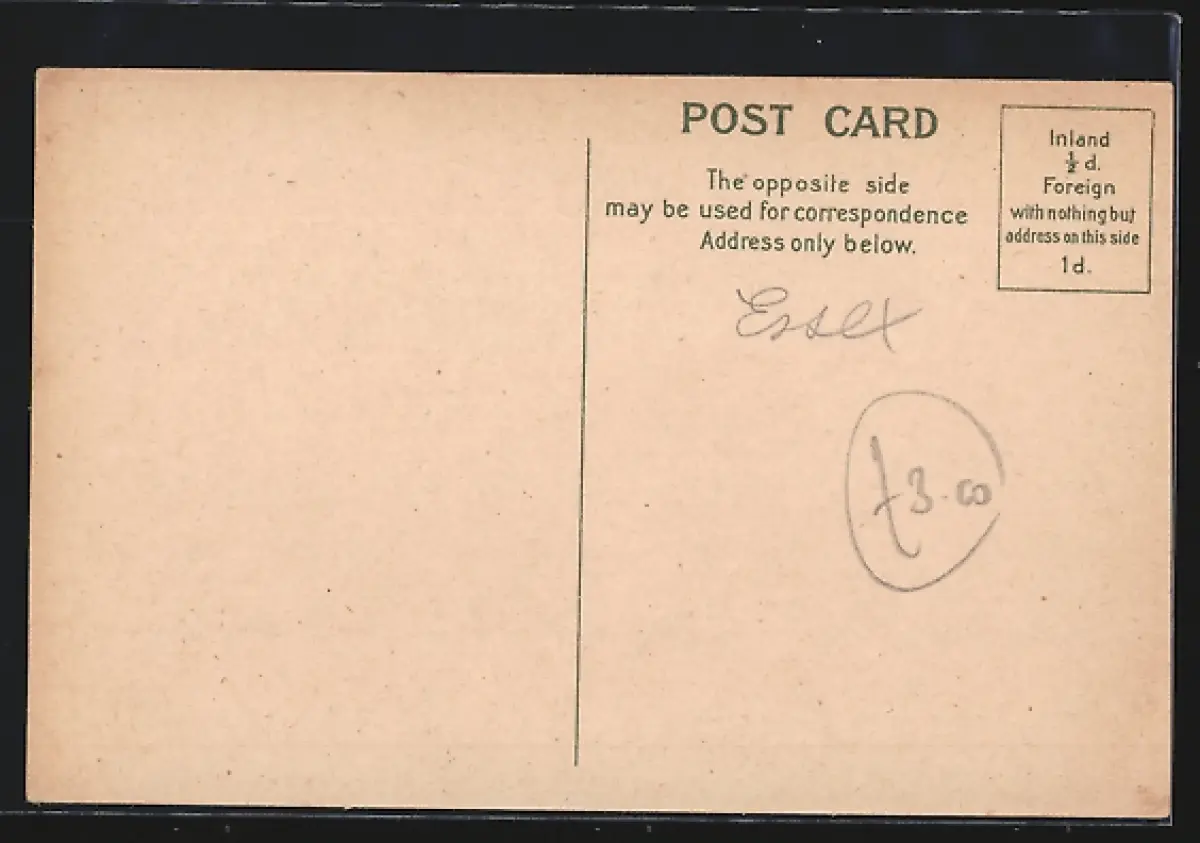 POST CARD
The opposite side
may be used for correspondence
Address only below.
Inland
½ d.
Foreign
with nothing but
address on this side
1d.
Essex
£3.00